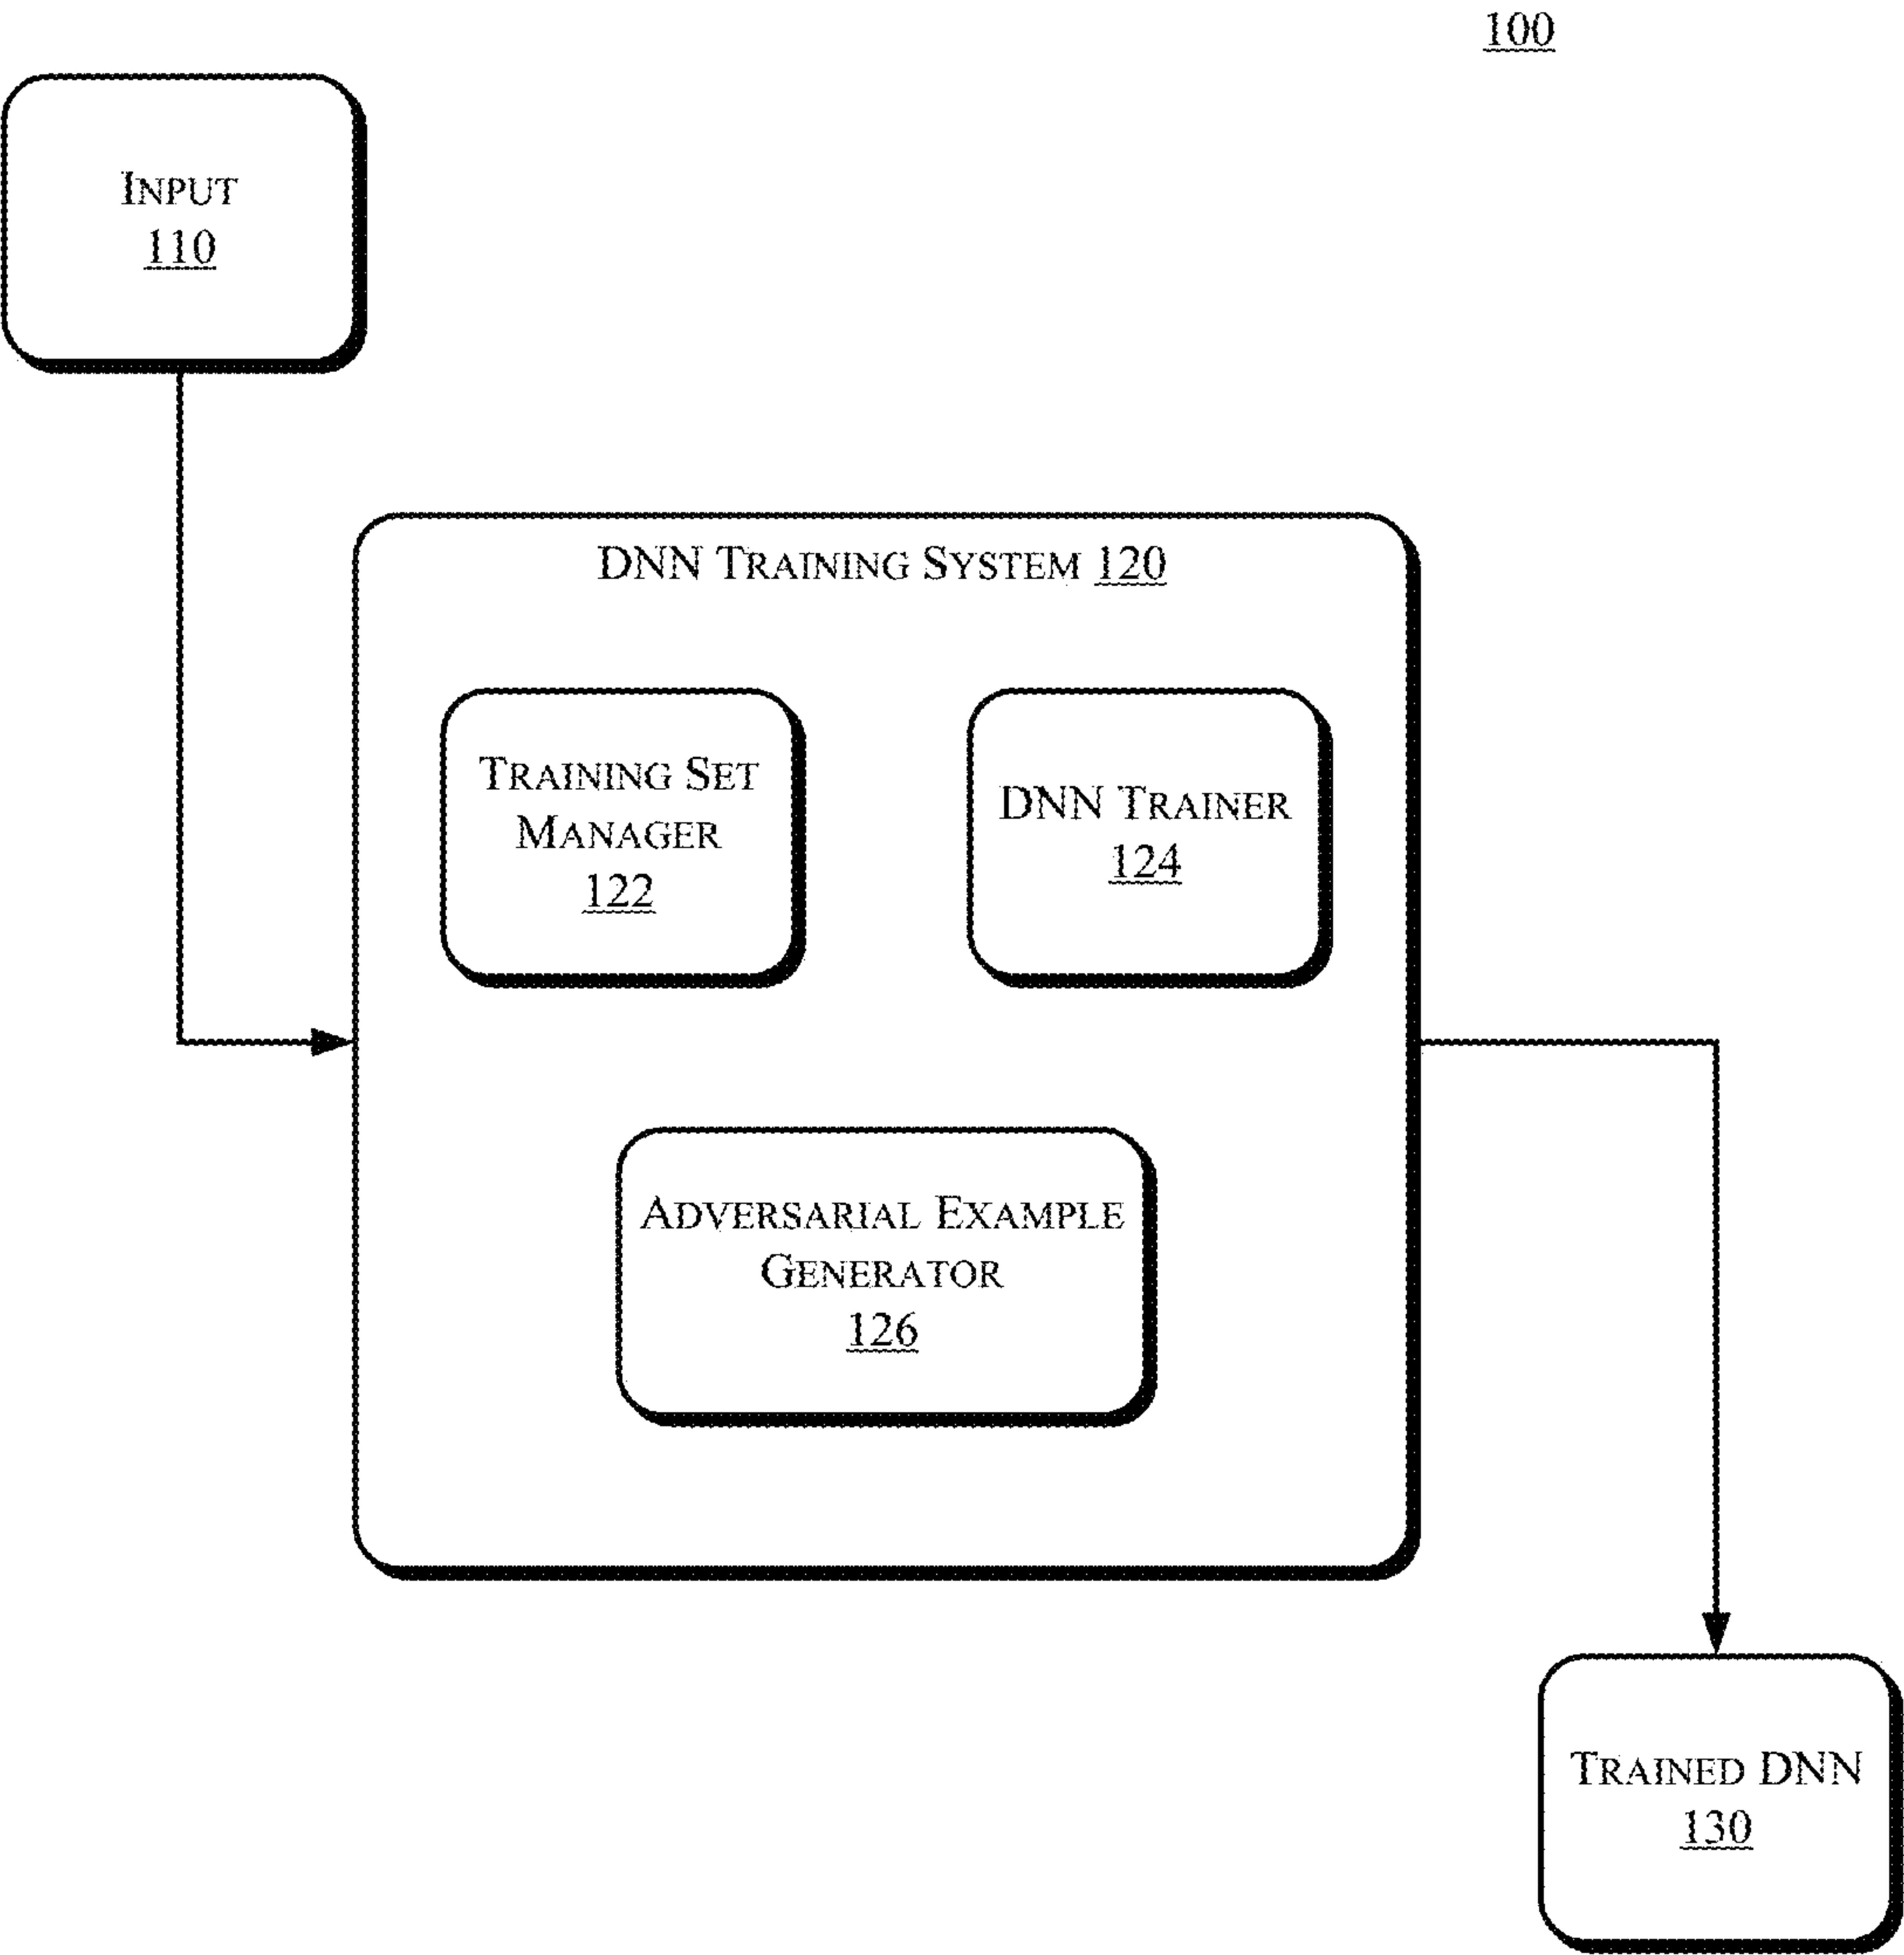 100
INPUT
110
DNN TRAINING SYSTEM 120
TRAINING SET
MANAGER
122
DNN TRAINER
124
ADVERSARIAL EXAMPLE
GENERATOR
126
TRAINED DNN
130